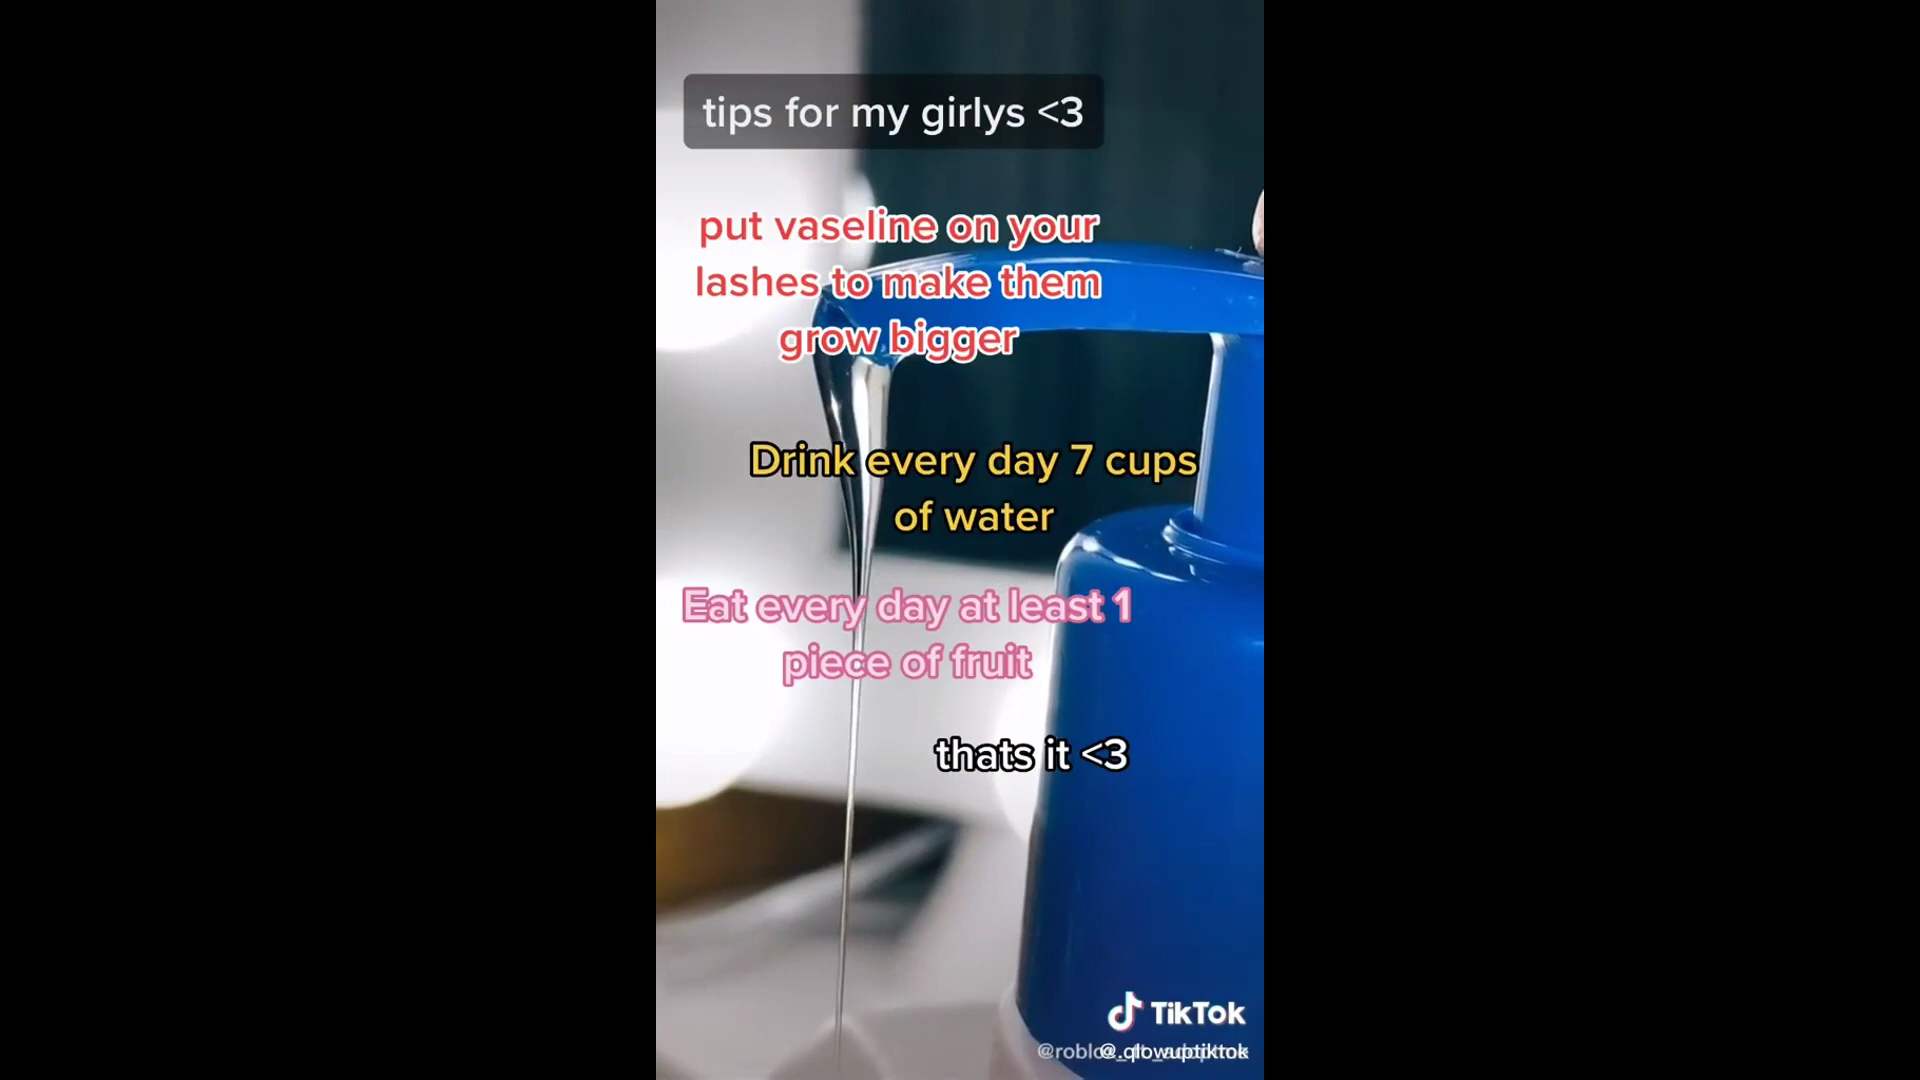 tips for my girlys <3
put vaseline on your
lashes to make them
grow bigger
Drink every day 7 cups
of water
Eat every day at least 1
piece of fruit
thats it <3
TikTok